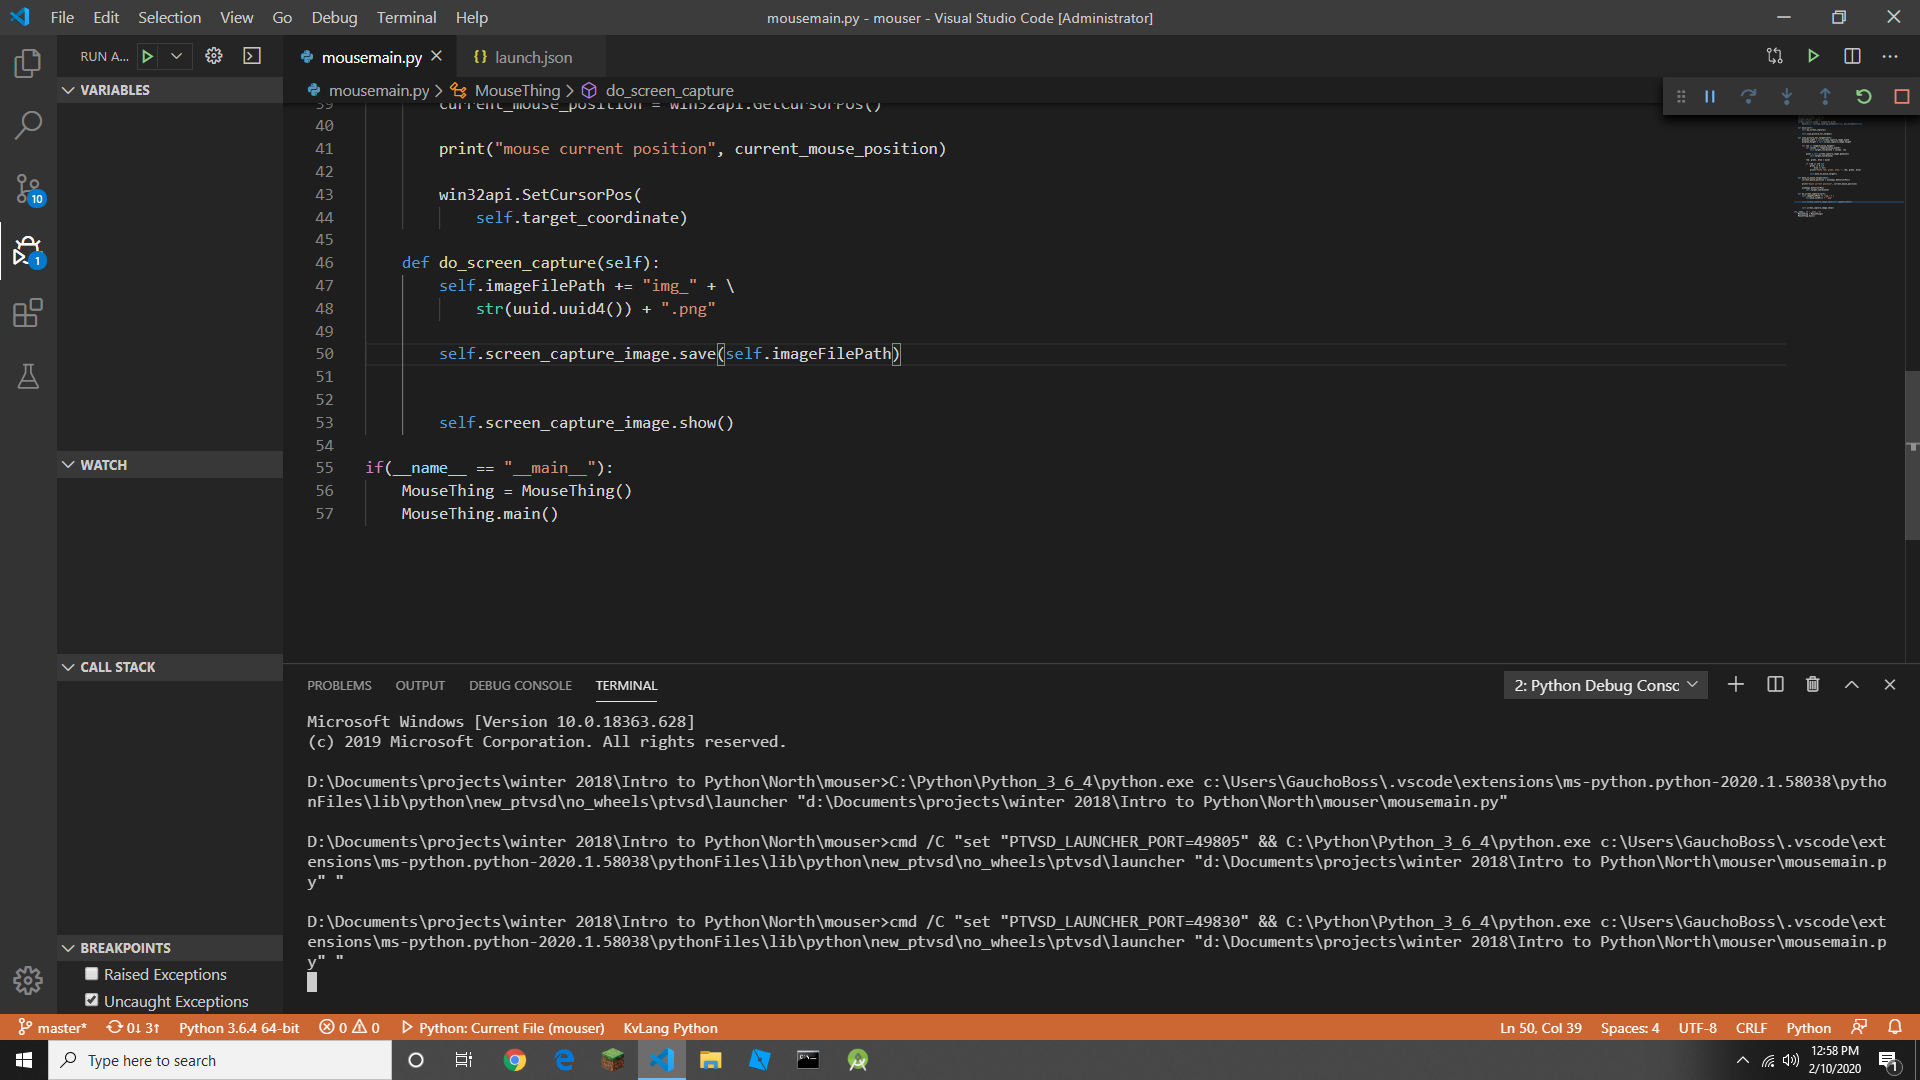 File Edit Selection View Go Debug Terminal Help
mousemain.py - mouser - Visual Studio Code [Administrator]
RUN A...
mousemain.py
launch.json
mousemain.py > MouseThing > do_screen_capture
VARIABLES
WATCH
CALL STACK
BREAKPOINTS
Raised Exceptions
Uncaught Exceptions
10
1
39 current_mouse_position = win32api.GetCursorPos()
40
41 print("mouse current position", current_mouse_position)
42
43 win32api.SetCursorPos(
44 self.target_coordinate)
45
46 def do_screen_capture(self):
47 self.imageFilePath += "img_" + \
48 str(uuid.uuid4()) + ".png"
49
50 self.screen_capture_image.save(self.imageFilePath)
51
52
53 self.screen_capture_image.show()
54
55 if(__name__ == "__main__"):
56 MouseThing = MouseThing()
57 MouseThing.main()
PROBLEMS OUTPUT DEBUG CONSOLE TERMINAL
2: Python Debug Consc
Microsoft Windows [Version 10.0.18363.628]
(c) 2019 Microsoft Corporation. All rights reserved.
D:\Documents\projects\winter 2018\Intro to Python\North\mouser>C:\Python\Python_3_6_4\python.exe c:\Users\GauchoBoss\.vscode\extensions\ms-python.python-2020.1.58038\pytho
nFiles\lib\python\new_ptvsd\no_wheels\ptvsd\launcher "d:\Documents\projects\winter 2018\Intro to Python\North\mouser\mousemain.py"
D:\Documents\projects\winter 2018\Intro to Python\North\mouser>cmd /C "set "PTVSD_LAUNCHER_PORT=49805" && C:\Python\Python_3_6_4\python.exe c:\Users\GauchoBoss\.vscode\ext
ensions\ms-python.python-2020.1.58038\pythonFiles\lib\python\new_ptvsd\no_wheels\ptvsd\launcher "d:\Documents\projects\winter 2018\Intro to Python\North\mouser\mousemain.p
y" "
D:\Documents\projects\winter 2018\Intro to Python\North\mouser>cmd /C "set "PTVSD_LAUNCHER_PORT=49830" && C:\Python\Python_3_6_4\python.exe c:\Users\GauchoBoss\.vscode\ext
ensions\ms-python.python-2020.1.58038\pythonFiles\lib\python\new_ptvsd\no_wheels\ptvsd\launcher "d:\Documents\projects\winter 2018\Intro to Python\North\mouser\mousemain.p
y" "
master* 0↓ 3↑ Python 3.6.4 64-bit 0 0 Python: Current File (mouser) KvLang Python
Ln 50, Col 39 Spaces: 4 UTF-8 CRLF Python
Type here to search
12:58 PM
2/10/2020
1